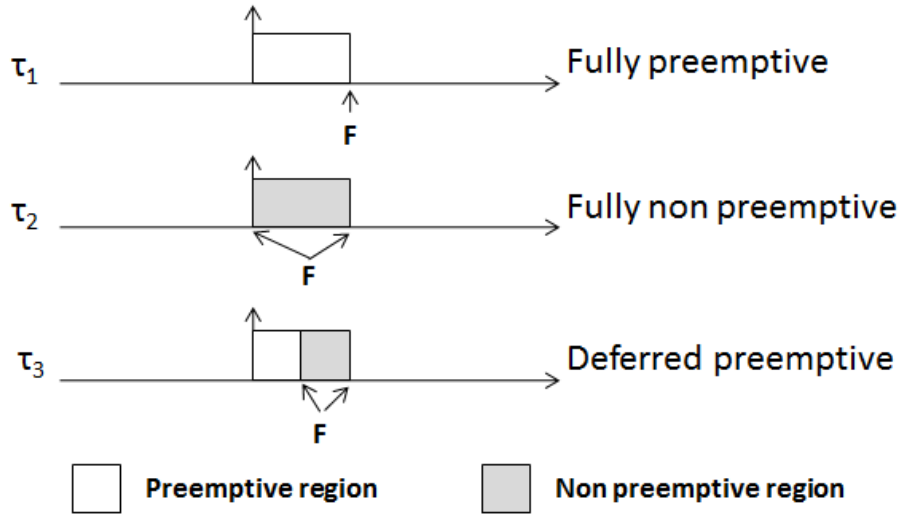 τ1 Fully preemptive
F
τ2 Fully non preemptive
F
τ3 Deferred preemptive
F
Preemptive region Non preemptive region